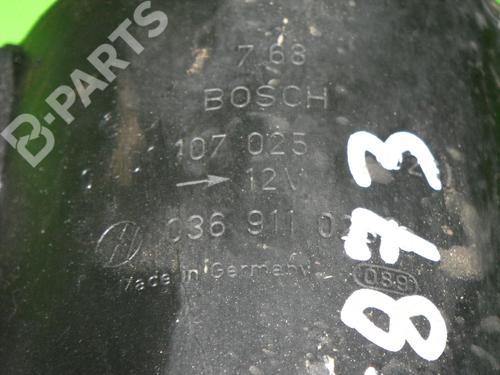 B-PARTS
7.68
BOSCH
107 025
12V
036 911 02
Made in Germany
089
873